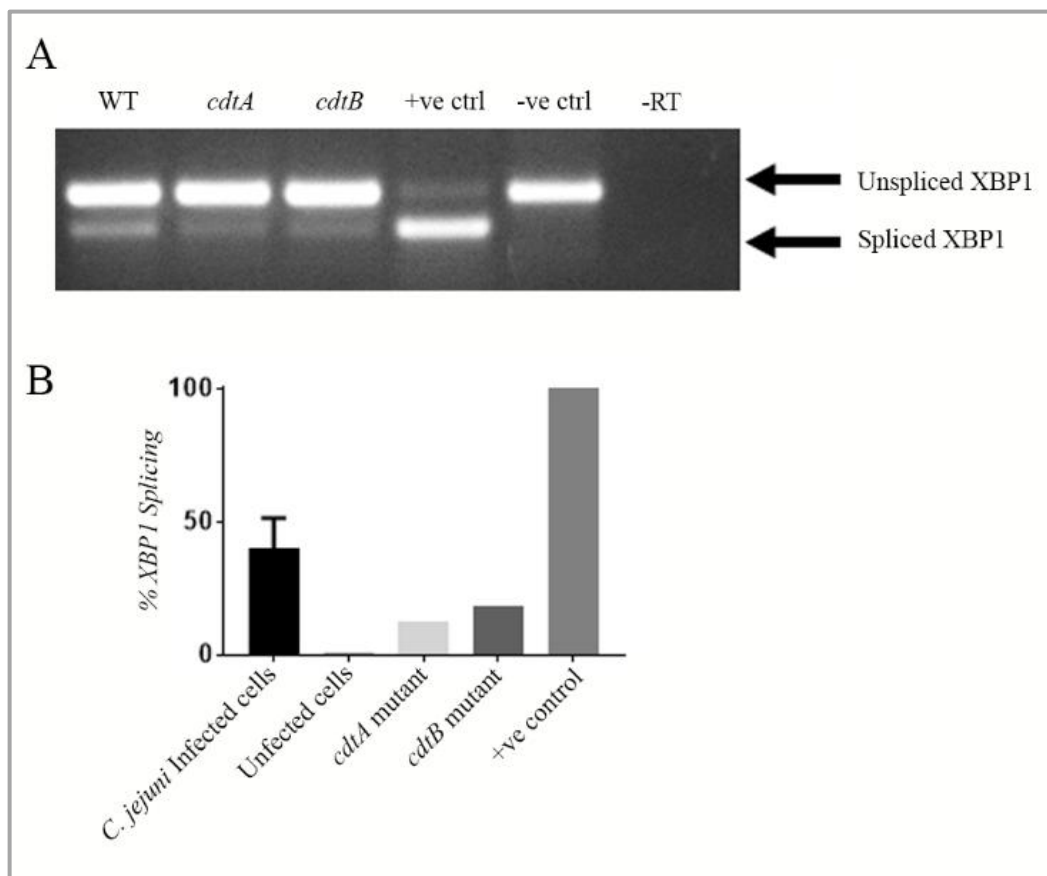 A
WT cdtA cdtB +ve ctrl -ve ctrl -RT
Unspliced XBP1
Spliced XBP1
B
100
50
0
% XBP1 Splicing
C. jejuni Infected cells
Unfected cells
cdtA mutant
cdtB mutant
+ve control